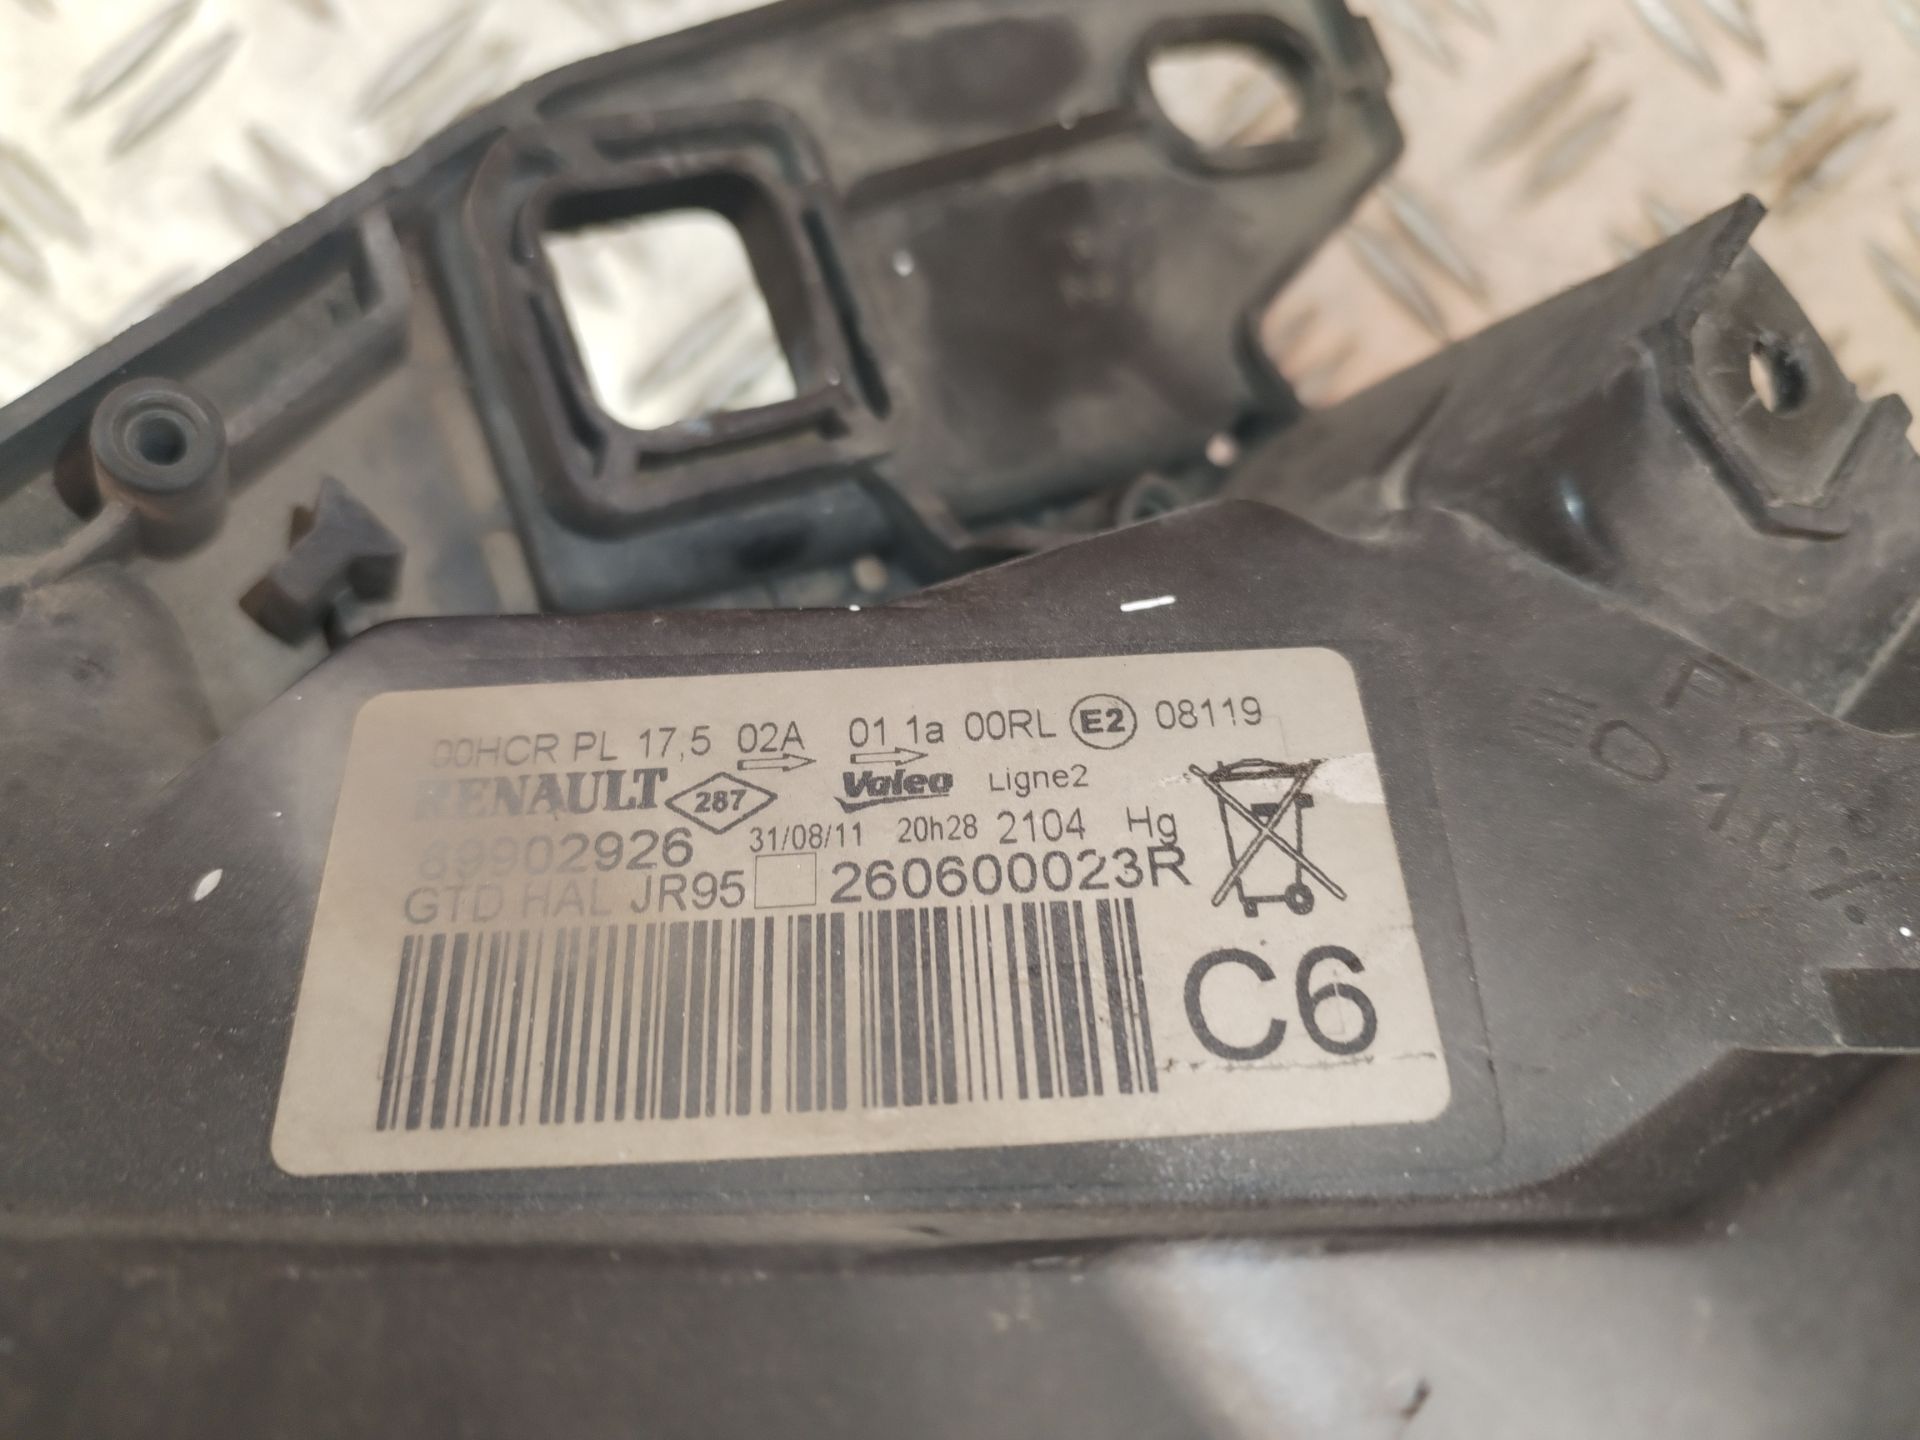 00HCR PL 17,5 02A 01 1a 00RL E2 08119
RENAULT 287 Valeo Ligne2
89902926 31/08/11 20h28 2104 Hg
GTD HAL JR95 260600023R
C6